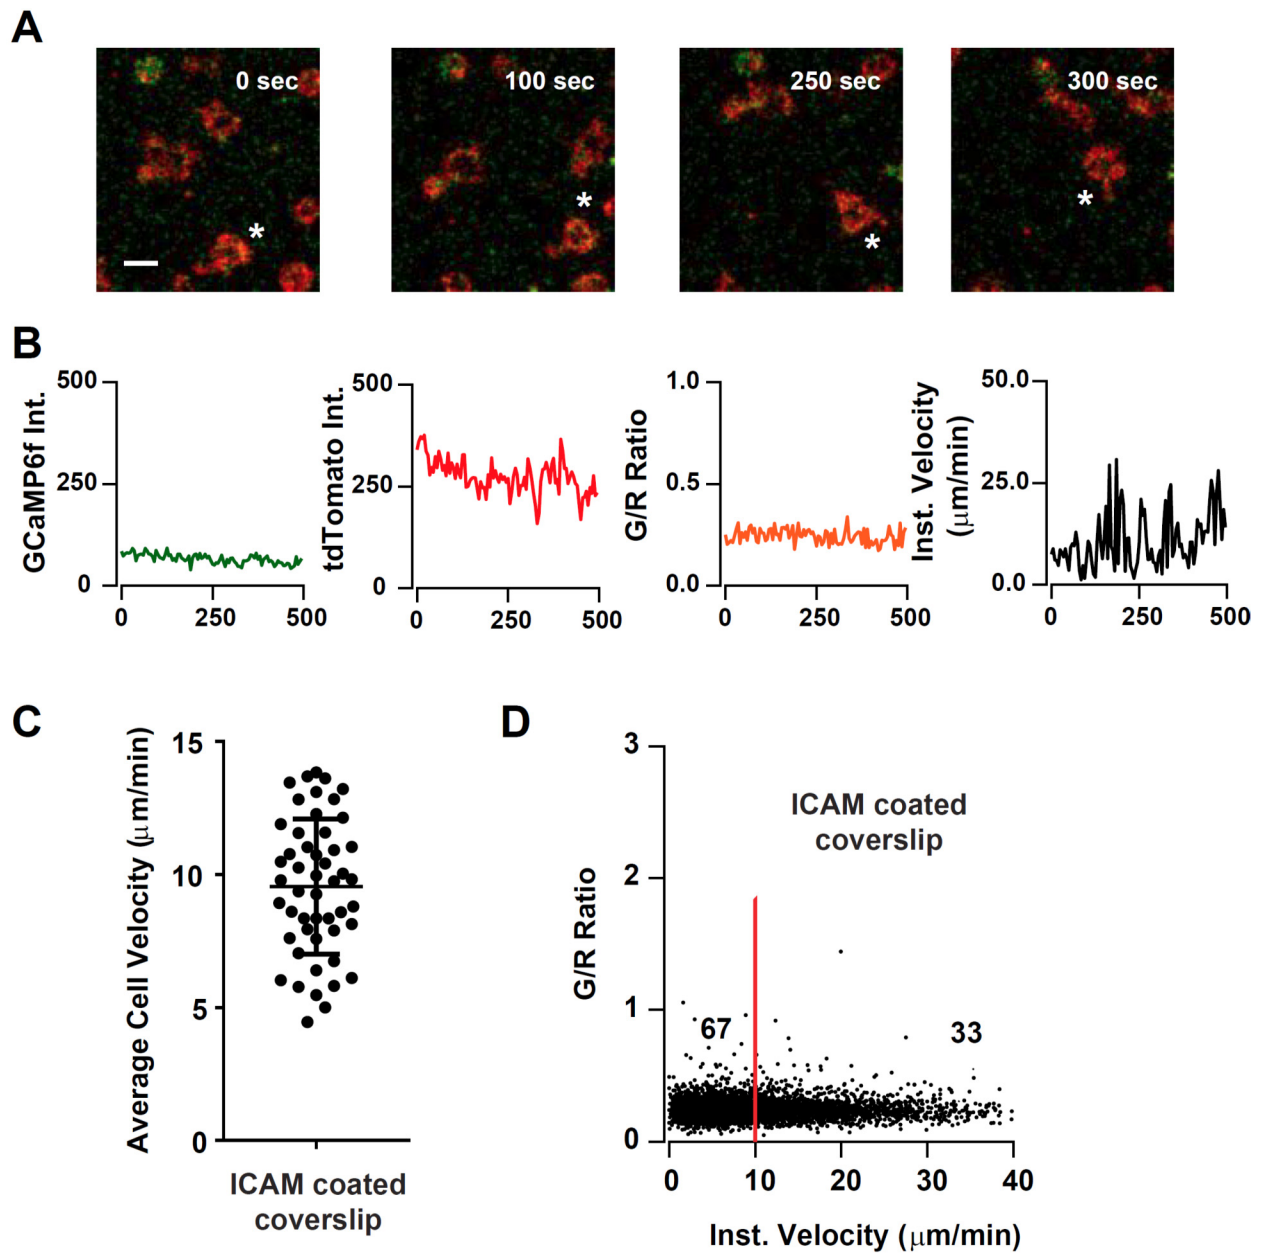 A
0 sec
100 sec
250 sec
300 sec
*
*
*
*
B
GCaMP6f Int.
500
250
0
0
250
500
tdTomato Int.
500
250
0
0
250
500
G/R Ratio
1.0
0.5
0.0
0
250
500
Inst. Velocity
(μm/min)
50.0
25.0
0.0
0
250
500
C
Average Cell Velocity (μm/min)
15
10
5
0
ICAM coated
coverslip
D
G/R Ratio
3
2
1
0
ICAM coated
coverslip
67
33
0
10
20
30
40
Inst. Velocity (μm/min)